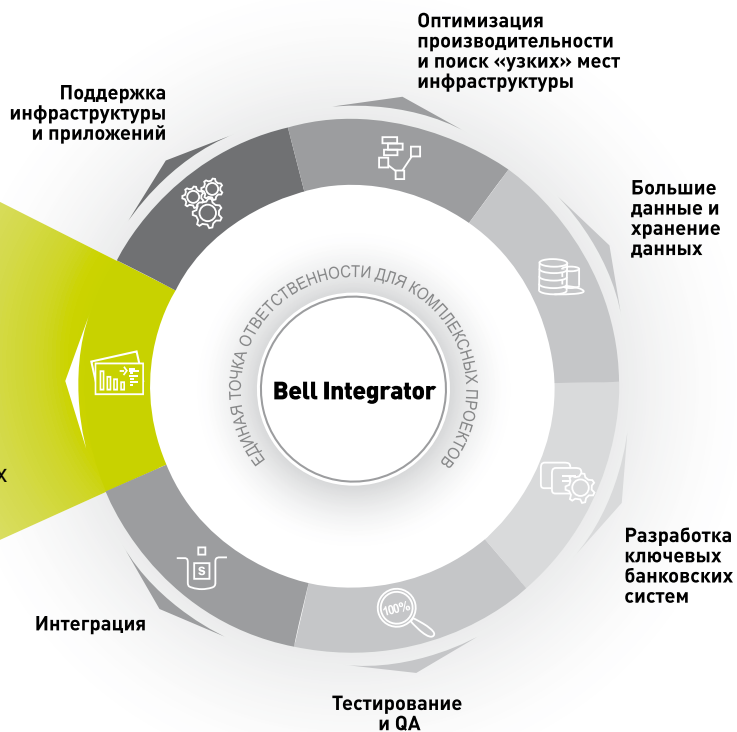 Оптимизация
производительности
и поиск «узких» мест
инфраструктуры
Поддержка
инфраструктуры
и приложений
Большие
данные и
хранение
данных
ЕДИНАЯ ТОЧКА ОТВЕТСТВЕННОСТИ ДЛЯ КОМПЛЕКСНЫХ ПРОЕКТОВ
Bell Integrator
х
Разработка
ключевых
банковских
систем
S
100%
Интеграция
Тестирование
и QA